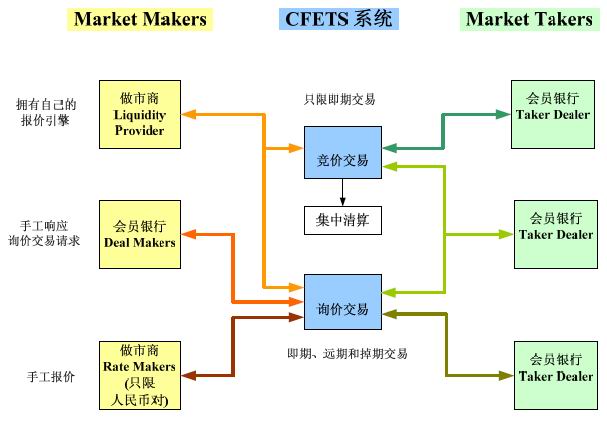 Market Makers
CFETS 系统
Market Takers
拥有自己的
报价引擎
做市商
Liquidity
Provider
只限即期交易
会员银行
Taker Dealer
竞价交易
集中清算
手工响应
询价交易请求
会员银行
Deal Makers
会员银行
Taker Dealer
询价交易
即期、远期和掉期交易
手工报价
做市商
Rate Makers
(只限
人民币对)
会员银行
Taker Dealer